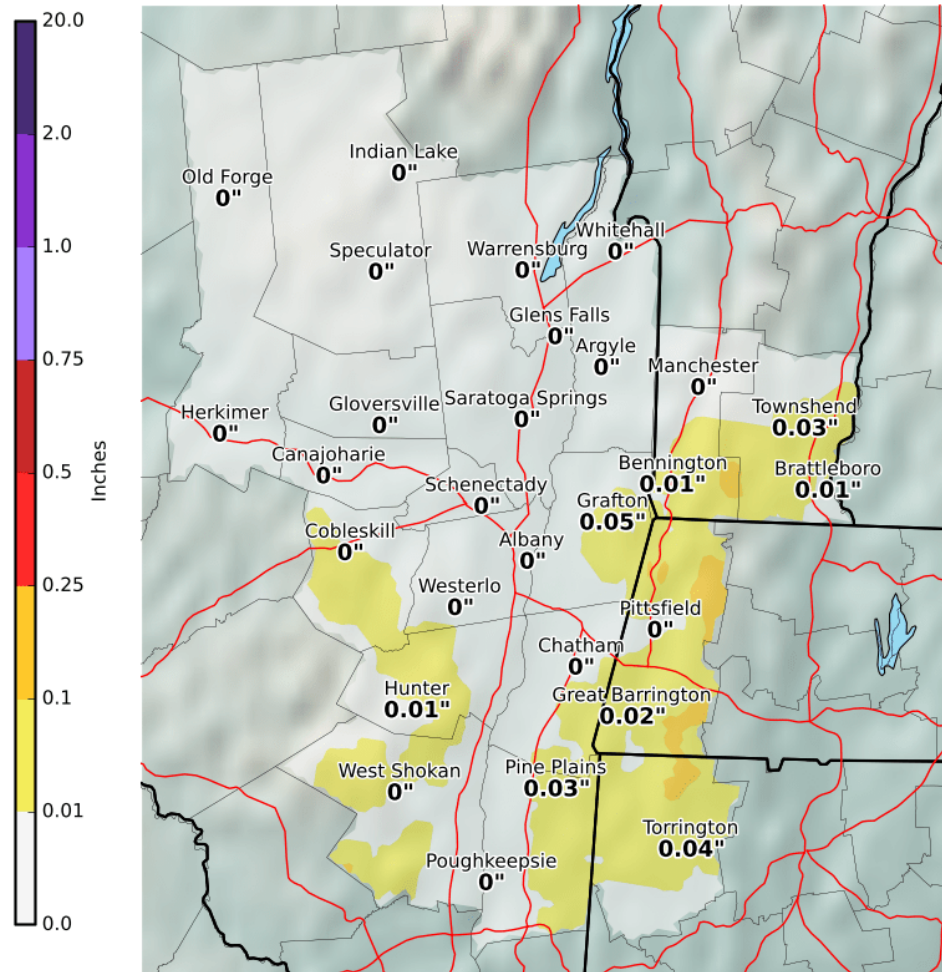 20.0
2.0
1.0
0.75
0.5
0.25
0.1
0.01
0.0
Inches
Indian Lake
0"
Old Forge
0"
Whitehall
0"
Speculator
0"
Warrensburg
0"
Glens Falls
0"
Argyle
0"
Manchester
0"
Saratoga Springs
0"
Gloversville
0"
Herkimer
0"
Townshend
0.03"
Canajoharie
0"
Bennington
0.01"
Brattleboro
0.01"
Schenectady
0"
Grafton
0.05"
Cobleskill
0"
Albany
0"
Westerlo
0"
Pittsfield
0"
Chatham
0"
Hunter
0.01"
Great Barrington
0.02"
West Shokan
0"
Pine Plains
0.03"
Torrington
0.04"
Poughkeepsie
0"